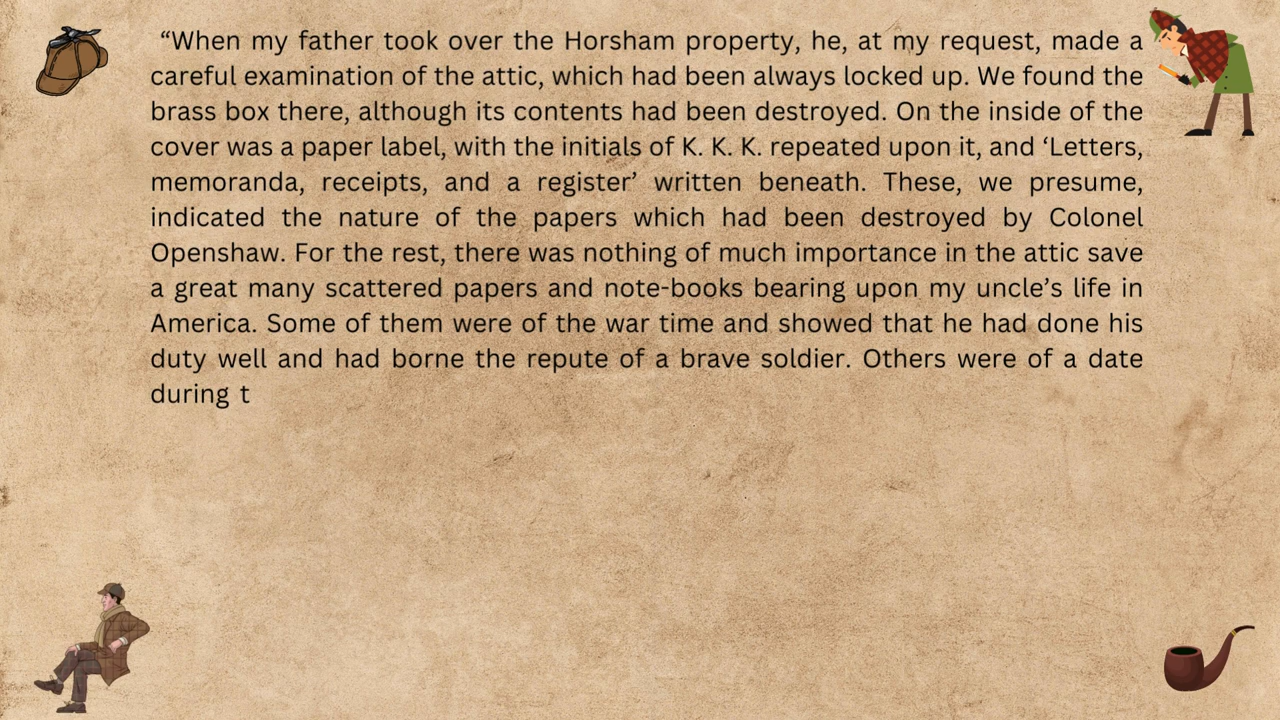 “When my father took over the Horsham property, he, at my request, made a
careful examination of the attic, which had been always locked up. We found the
brass box there, although its contents had been destroyed. On the inside of the
cover was a paper label, with the initials of K. K. K. repeated upon it, and ‘Letters,
memoranda, receipts, and a register’ written beneath. These, we presume,
indicated the nature of the papers which had been destroyed by Colonel
Openshaw. For the rest, there was nothing of much importance in the attic save
a great many scattered papers and note-books bearing upon my uncle’s life in
America. Some of them were of the war time and showed that he had done his
duty well and had borne the repute of a brave soldier. Others were of a date
during t